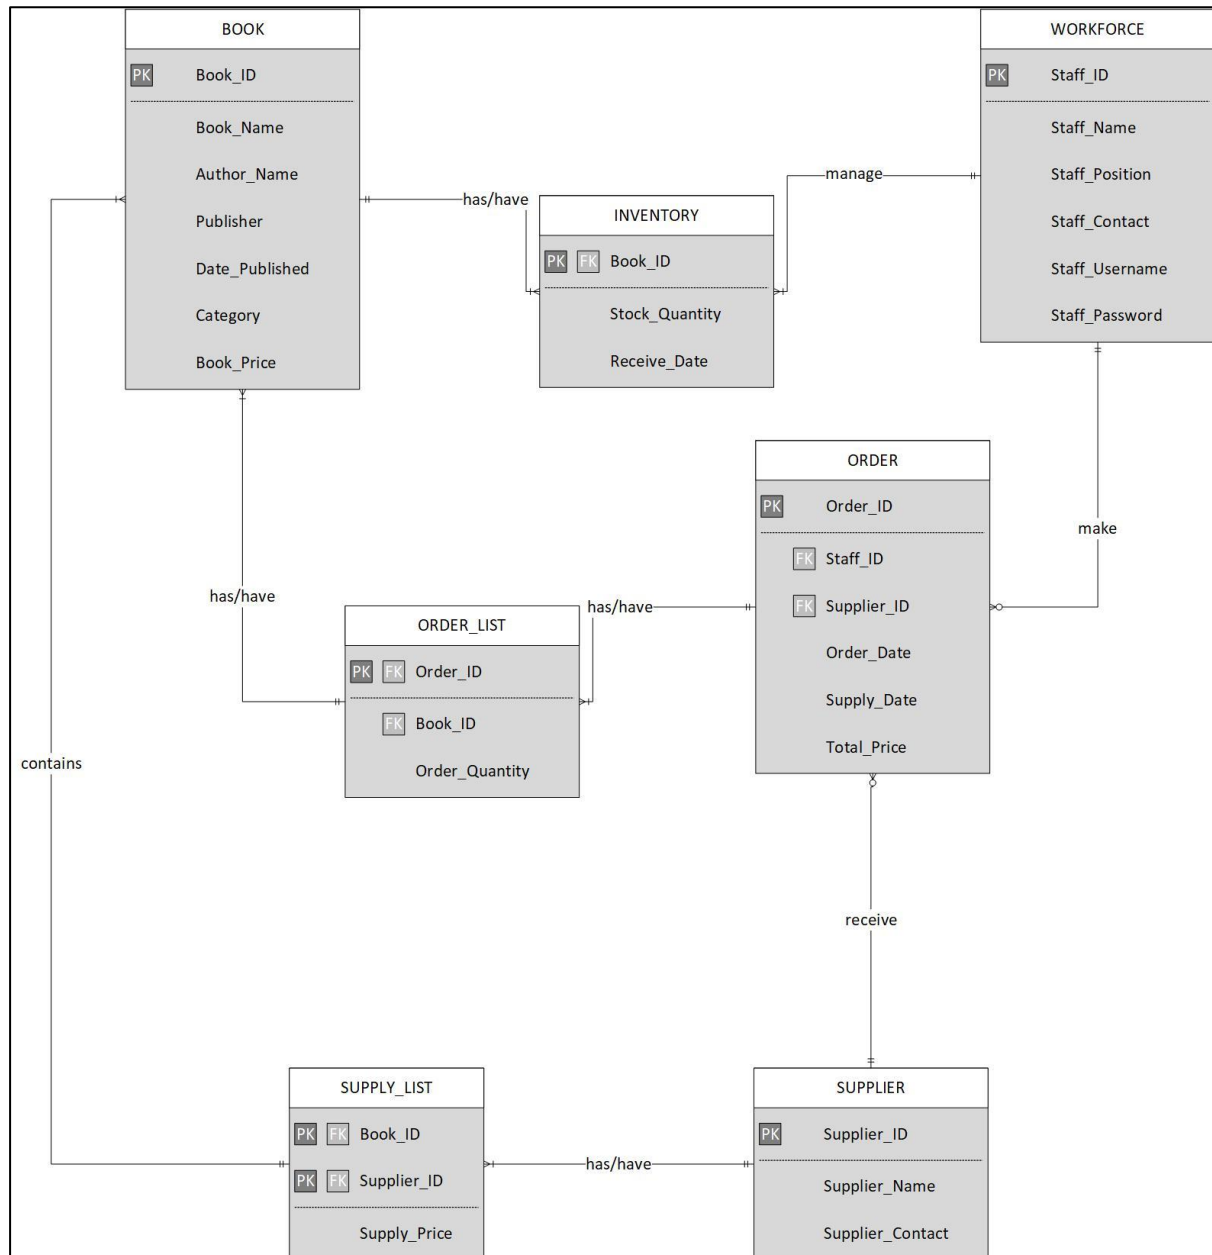 BOOK
PK Book_ID
Book_Name
Author_Name
Publisher
Date_Published
Category
Book_Price
has/have
INVENTORY
PK FK Book_ID
Stock_Quantity
Receive_Date
manage
WORKFORCE
PK Staff_ID
Staff_Name
Staff_Position
Staff_Contact
Staff_Username
Staff_Password
make
ORDER
PK Order_ID
FK Staff_ID
FK Supplier_ID
Order_Date
Supply_Date
Total_Price
has/have
has/have
ORDER_LIST
PK FK Order_ID
FK Book_ID
Order_Quantity
contains
receive
SUPPLY_LIST
PK FK Book_ID
PK FK Supplier_ID
Supply_Price
has/have
SUPPLIER
PK Supplier_ID
Supplier_Name
Supplier_Contact